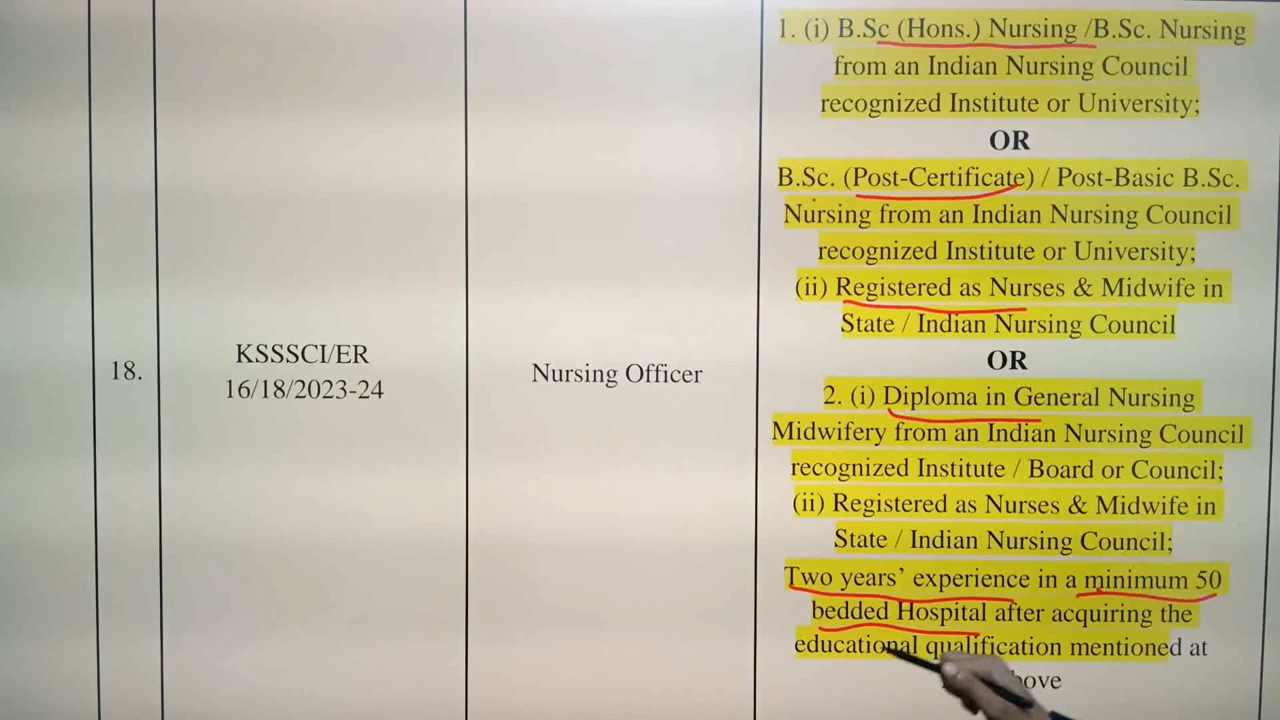 18.
KSSSCI/ER
16/18/2023-24
Nursing Officer
1. (i) B.Sc (Hons.) Nursing /B.Sc. Nursing
from an Indian Nursing Council
recognized Institute or University;
OR
B.Sc. (Post-Certificate) / Post-Basic B.Sc.
Nursing from an Indian Nursing Council
recognized Institute or University;
(ii) Registered as Nurses & Midwife in
State / Indian Nursing Council
OR
2. (i) Diploma in General Nursing
Midwifery from an Indian Nursing Council
recognized Institute / Board or Council;
(ii) Registered as Nurses & Midwife in
State / Indian Nursing Council;
Two years’ experience in a minimum 50
bedded Hospital after acquiring the
educational qualification mentioned at